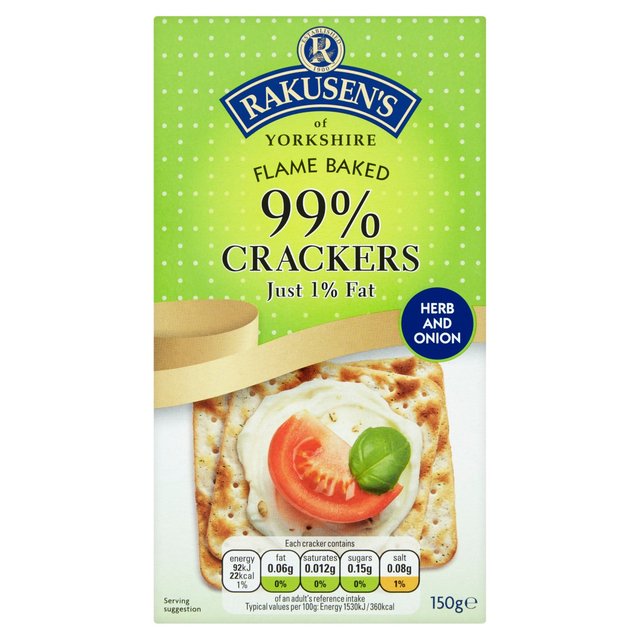 ESTABLISHED
R
1900
RAKUSEN'S
of
YORKSHIRE
FLAME BAKED
99%
CRACKERS
Just 1% Fat
HERB
AND
ONION
Each cracker contains
energy
92kJ
22kcal
1%
fat
0.06g
0%
saturates
0.012g
0%
sugars
0.15g
0%
salt
0.08g
1%
of an adult's reference intake
Typical values per 100g: Energy 1530kJ / 360kcal
Serving
suggestion
150g℮